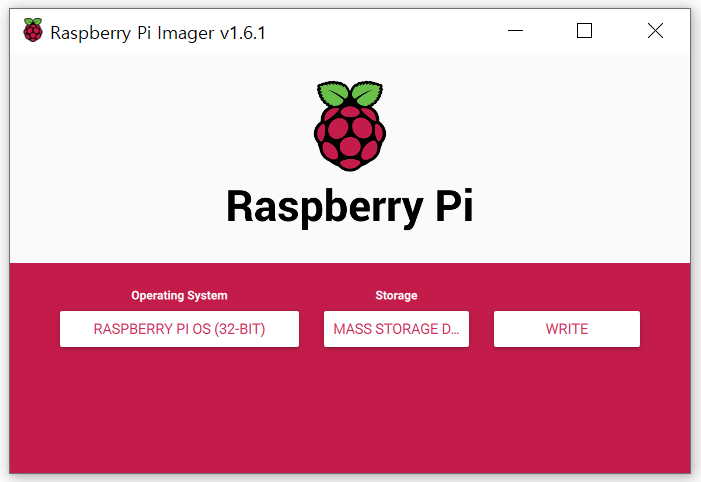 Raspberry Pi Imager v1.6.1
Raspberry Pi
Operating System
Storage
RASPBERRY PI OS (32-BIT)
MASS STORAGE D...
WRITE